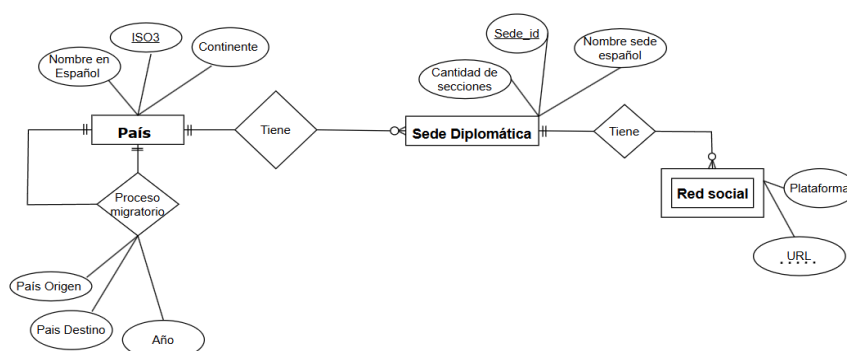 ISO3
Continente
Nombre en
Español
Sede_id
Nombre sede
español
Cantidad de
secciones
País
Tiene
Sede Diplomática
Tiene
Proceso
migratorio
Red social
Plataforma
URL
País Origen
Pais Destino
Año